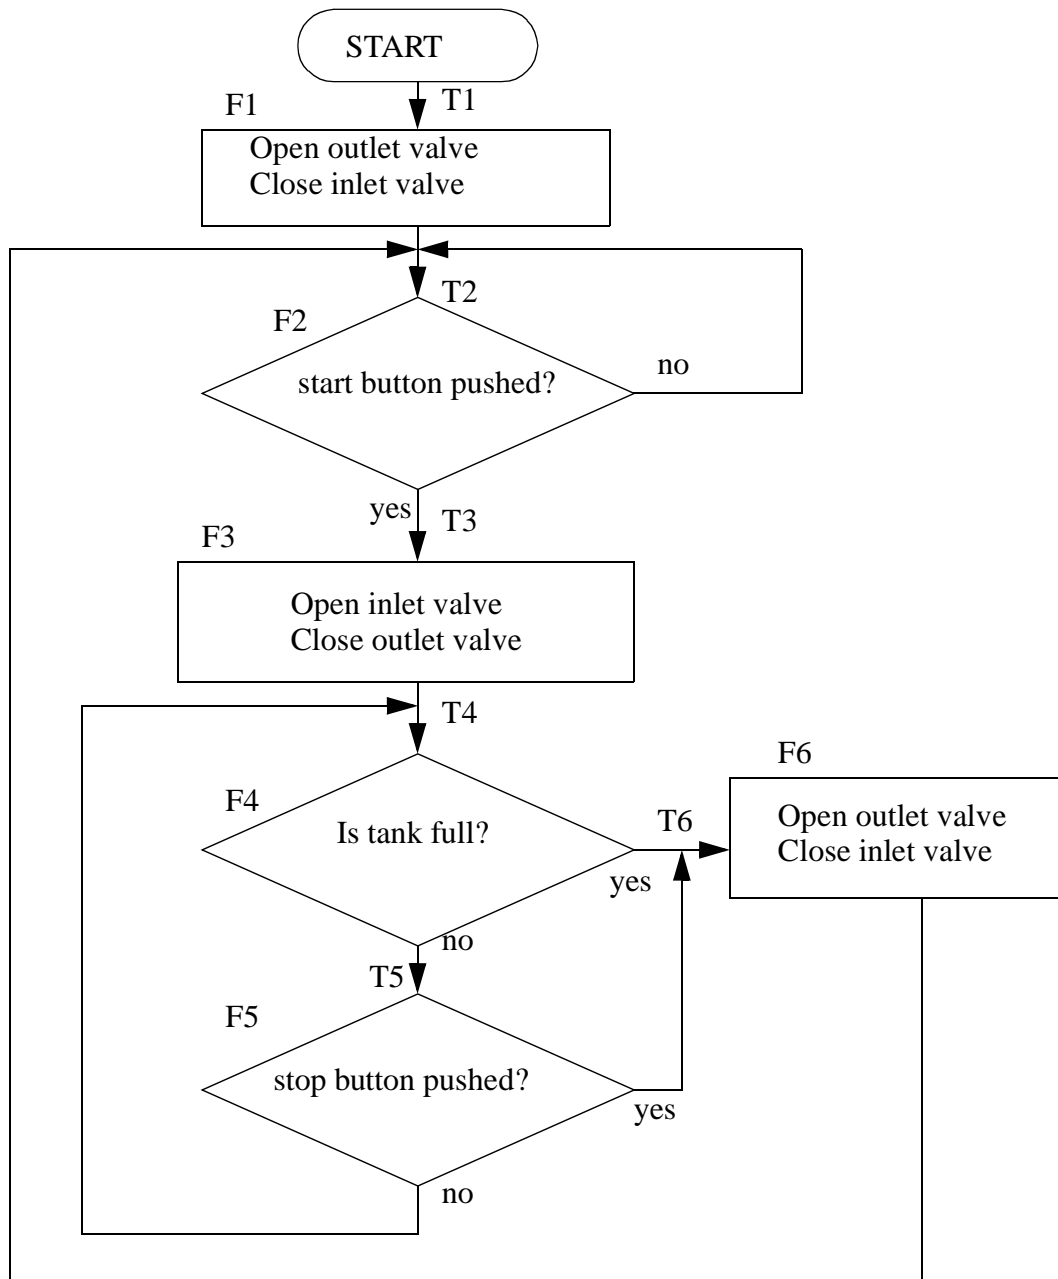 START
T1
F1
Open outlet valve
Close inlet valve
T2
F2
start button pushed?
no
yes
T3
F3
Open inlet valve
Close outlet valve
T4
F4
Is tank full?
T6
yes
F6
Open outlet valve
Close inlet valve
no
T5
F5
stop button pushed?
yes
no